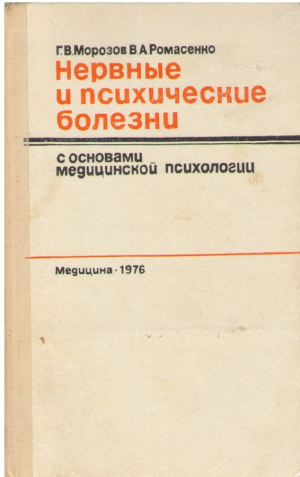 Г.В.Морозов В.А.Ромасенко
Нервные
и психические
болезни
с основами
медицинской психологии
Медицина · 1976